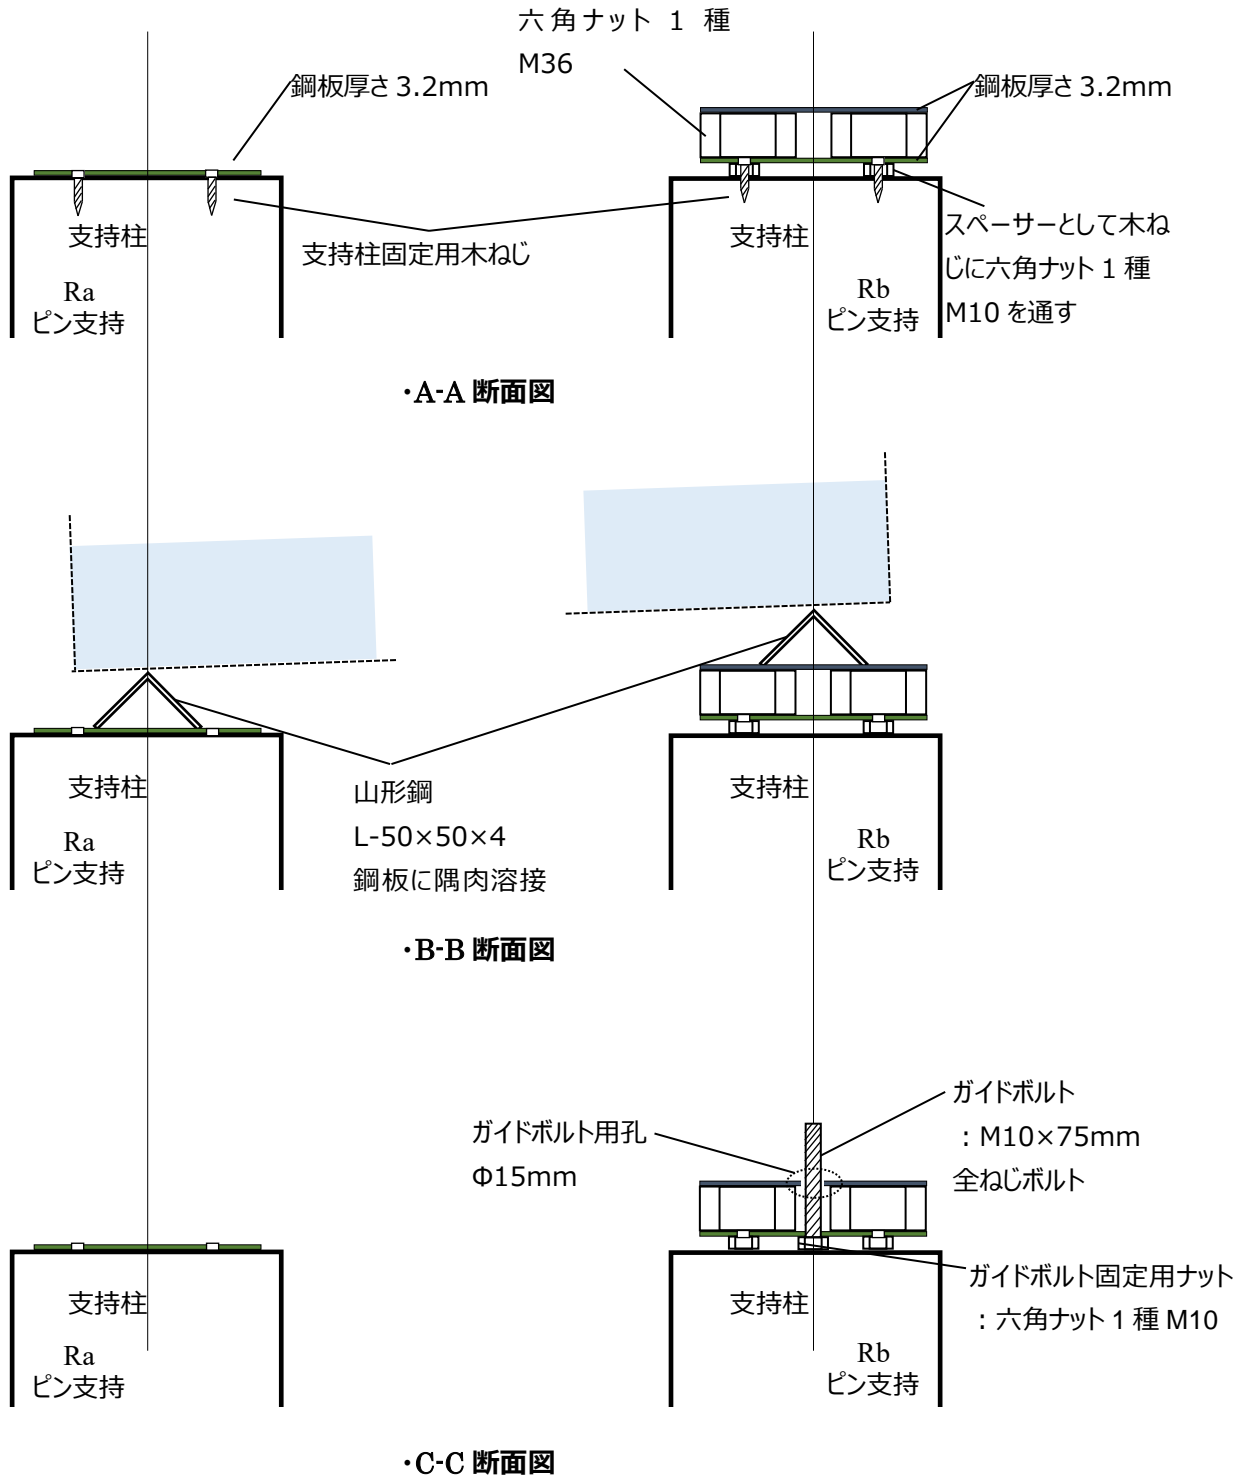 六角ナット 1 種
M36
鋼板厚さ 3.2mm
鋼板厚さ 3.2mm
支持柱
支持柱固定用木ねじ
Ra
ピン支持
支持柱
Rb
ピン支持
スペーサーとして木ね
じに六角ナット 1 種
M10 を通す
・A-A 断面図
支持柱
Ra
ピン支持
山形鋼
L-50×50×4
鋼板に隅肉溶接
支持柱
Rb
ピン支持
・B-B 断面図
ガイドボルト用孔
Φ15mm
ガイドボルト
：M10×75mm
全ねじボルト
支持柱
Ra
ピン支持
支持柱
Rb
ピン支持
ガイドボルト固定用ナット
：六角ナット 1 種 M10
・C-C 断面図